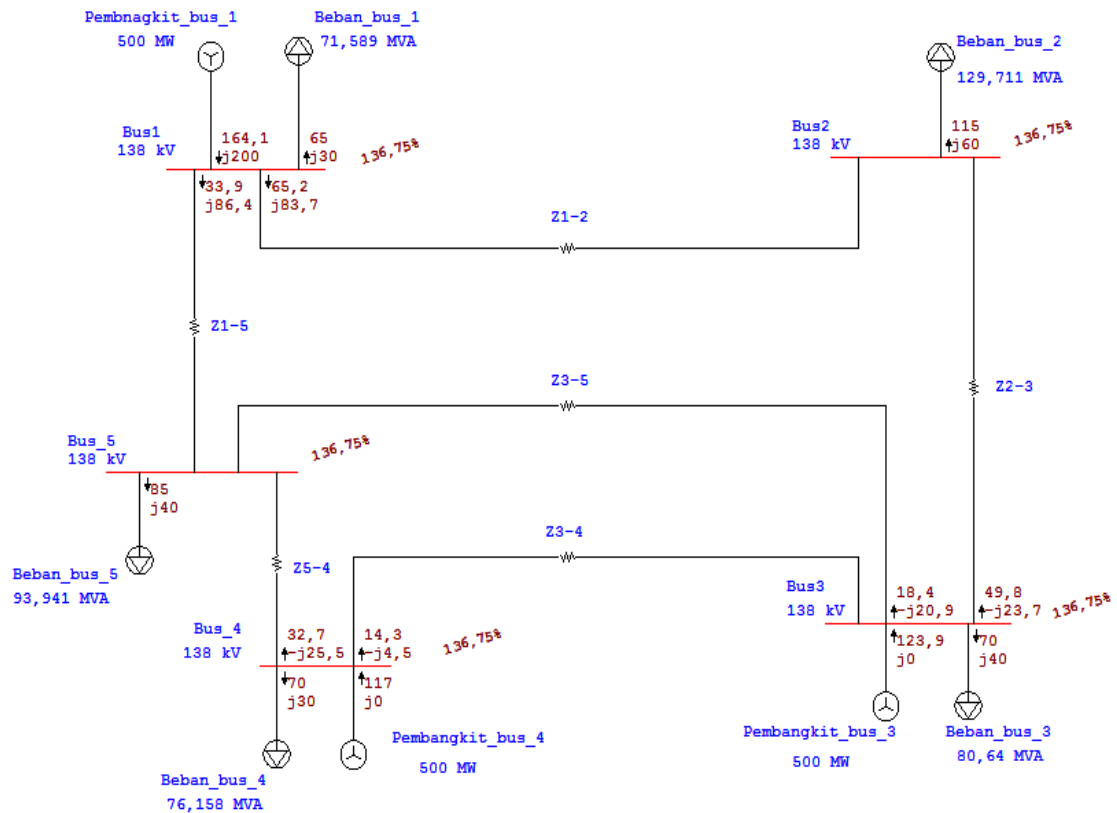 Pembnagkit_bus_1
500 MW
Beban_bus_1
71,589 MVA
Beban_bus_2
129,711 MVA
Bus1
138 kV
164,1
j200
65
j30
136,75%
33,9
j86,4
65,2
j83,7
Bus2
138 kV
115
j60
136,75%
Z1-2
Z1-5
Z3-5
Z2-3
Bus_5
138 kV
136,75%
85
j40
Beban_bus_5
93,941 MVA
Z5-4
Z3-4
Bus_4
138 kV
32,7
-j25,5
14,3
-j4,5
136,75%
70
j30
117
j0
Beban_bus_4
76,158 MVA
Pembangkit_bus_4
500 MW
Bus3
138 kV
18,4
-j20,9
49,8
-j23,7
136,75%
123,9
j0
70
j40
Pembangkit_bus_3
500 MW
Beban_bus_3
80,64 MVA